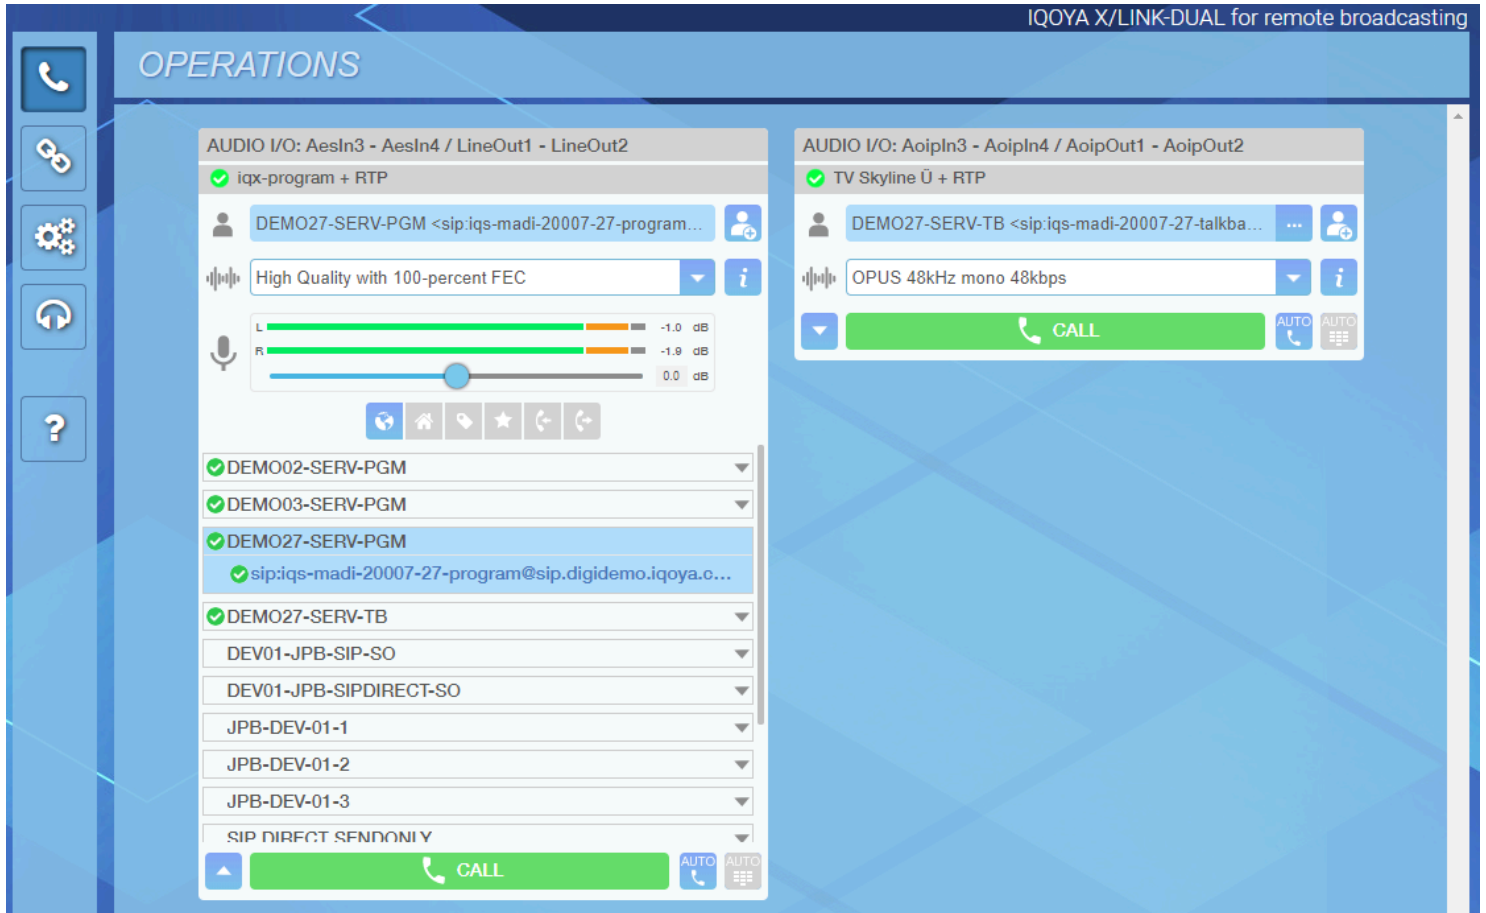 IQOYA X/LINK-DUAL for remote broadcasting
OPERATIONS
AUDIO I/O: AesIn3 - AesIn4 / LineOut1 - LineOut2
iqx-program + RTP
DEMO27-SERV-PGM <sip:iqs-madi-20007-27-program...
High Quality with 100-percent FEC
i
L -1.0 dB
R -1.9 dB
0.0 dB
DEMO02-SERV-PGM
DEMO03-SERV-PGM
DEMO27-SERV-PGM
sip:iqs-madi-20007-27-program@sip.digidemo.iqoya.c...
DEMO27-SERV-TB
DEV01-JPB-SIP-SO
DEV01-JPB-SIPDIRECT-SO
JPB-DEV-01-1
JPB-DEV-01-2
JPB-DEV-01-3
SIP DIRECT SENDONLY
CALL
AUTO
AUTO
AUDIO I/O: AoipIn3 - AoipIn4 / AoipOut1 - AoipOut2
TV Skyline Ü + RTP
DEMO27-SERV-TB <sip:iqs-madi-20007-27-talkba... ...
OPUS 48kHz mono 48kbps
i
CALL
AUTO
AUTO
?